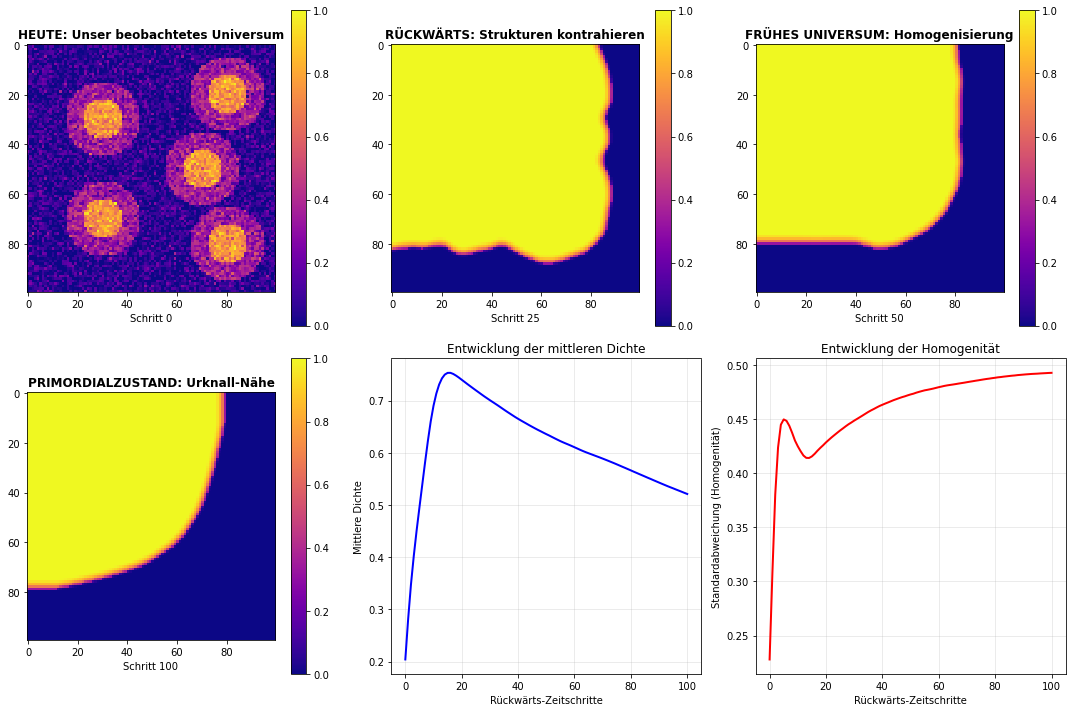 HEUTE: Unser beobachtetes Universum
1.0
0.8
0.6
0.4
0.2
0.0
0
20
40
60
80
0 20 40 60 80
Schritt 0
RÜCKWÄRTS: Strukturen kontrahieren
1.0
0.8
0.6
0.4
0.2
0.0
0
20
40
60
80
0 20 40 60 80
Schritt 25
FRÜHES UNIVERSUM: Homogenisierung
1.0
0.8
0.6
0.4
0.2
0.0
0
20
40
60
80
0 20 40 60 80
Schritt 50
PRIMORDIALZUSTAND: Urknall-Nähe
1.0
0.8
0.6
0.4
0.2
0.0
0
20
40
60
80
0 20 40 60 80
Schritt 100
Entwicklung der mittleren Dichte
Mittlere Dichte
0.7
0.6
0.5
0.4
0.3
0.2
0 20 40 60 80 100
Rückwärts-Zeitschritte
Entwicklung der Homogenität
Standardabweichung (Homogenität)
0.50
0.45
0.40
0.35
0.30
0.25
0 20 40 60 80 100
Rückwärts-Zeitschritte